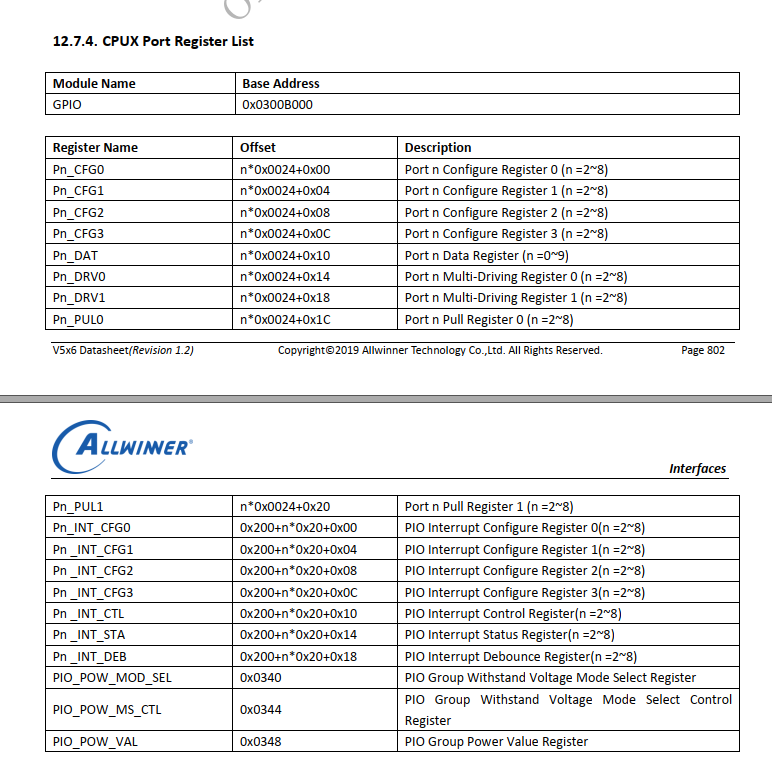 12.7.4. CPUX Port Register List
Module Name Base Address
GPIO 0x0300B000
Register Name Offset Description
Pn_CFG0 n*0x0024+0x00 Port n Configure Register 0 (n =2~8)
Pn_CFG1 n*0x0024+0x04 Port n Configure Register 1 (n =2~8)
Pn_CFG2 n*0x0024+0x08 Port n Configure Register 2 (n =2~8)
Pn_CFG3 n*0x0024+0x0C Port n Configure Register 3 (n =2~8)
Pn_DAT n*0x0024+0x10 Port n Data Register (n =0~9)
Pn_DRV0 n*0x0024+0x14 Port n Multi-Driving Register 0 (n =2~8)
Pn_DRV1 n*0x0024+0x18 Port n Multi-Driving Register 1 (n =2~8)
Pn_PUL0 n*0x0024+0x1C Port n Pull Register 0 (n =2~8)
V5x6 Datasheet(Revision 1.2) Copyright©2019 Allwinner Technology Co.,Ltd. All Rights Reserved. Page 802
ALLWINNER®
Interfaces
Pn_PUL1 n*0x0024+0x20 Port n Pull Register 1 (n =2~8)
Pn_INT_CFG0 0x200+n*0x20+0x00 PIO Interrupt Configure Register 0(n =2~8)
Pn _INT_CFG1 0x200+n*0x20+0x04 PIO Interrupt Configure Register 1(n =2~8)
Pn _INT_CFG2 0x200+n*0x20+0x08 PIO Interrupt Configure Register 2(n =2~8)
Pn _INT_CFG3 0x200+n*0x20+0x0C PIO Interrupt Configure Register 3(n =2~8)
Pn _INT_CTL 0x200+n*0x20+0x10 PIO Interrupt Control Register(n =2~8)
Pn _INT_STA 0x200+n*0x20+0x14 PIO Interrupt Status Register(n =2~8)
Pn _INT_DEB 0x200+n*0x20+0x18 PIO Interrupt Debounce Register(n =2~8)
PIO_POW_MOD_SEL 0x0340 PIO Group Withstand Voltage Mode Select Register
PIO_POW_MS_CTL 0x0344 PIO Group Withstand Voltage Mode Select Control
Register
PIO_POW_VAL 0x0348 PIO Group Power Value Register